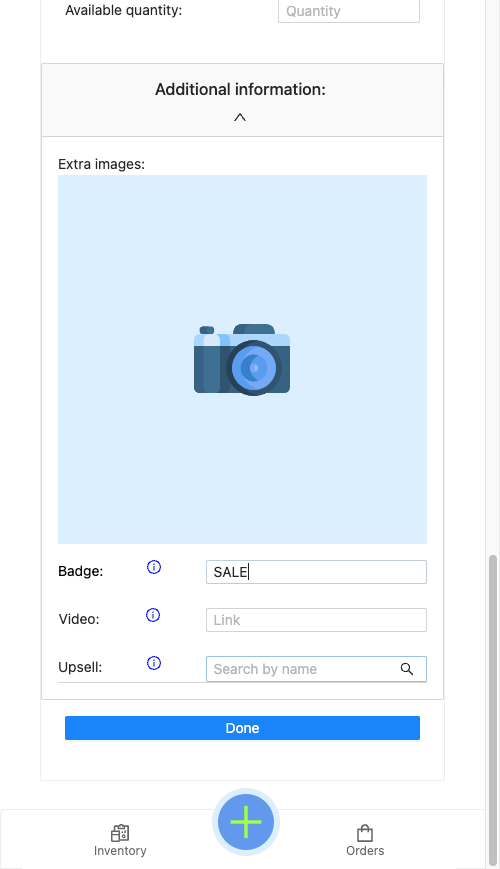 Available quantity:
Quantity
Additional information:
Extra images:
Badge:
SALE
Video:
Link
Upsell:
Search by name
Done
Inventory
Orders